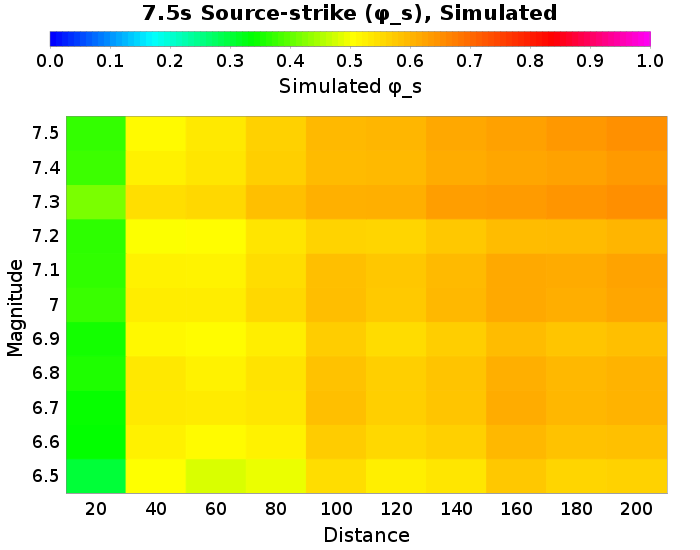 7.5s Source-strike (φ_s), Simulated
0.0 0.1 0.2 0.3 0.4 0.5 0.6 0.7 0.8 0.9 1.0
Simulated φ_s
7.5
7.4
7.3
7.2
7.1
7
6.9
6.8
6.7
6.6
6.5
Magnitude
20 40 60 80 100 120 140 160 180 200
Distance